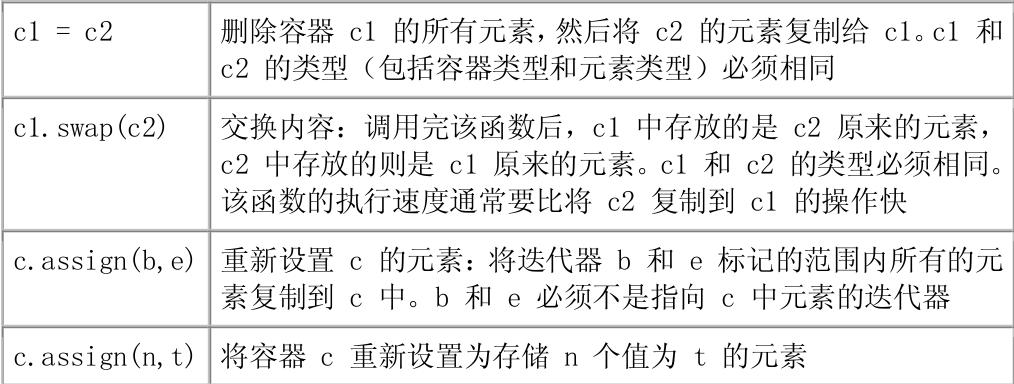 c1 = c2
删除容器 c1 的所有元素,然后将 c2 的元素复制给 c1。c1 和
c2 的类型（包括容器类型和元素类型）必须相同
c1.swap(c2)
交换内容：调用完该函数后，c1 中存放的是 c2 原来的元素，
c2 中存放的则是 c1 原来的元素。c1 和 c2 的类型必须相同。
该函数的执行速度通常要比将 c2 复制到 c1 的操作快
c.assign(b,e)
重新设置 c 的元素：将迭代器 b 和 e 标记的范围内所有的元
素复制到 c 中。b 和 e 必须不是指向 c 中元素的迭代器
c.assign(n,t)
将容器 c 重新设置为存储 n 个值为 t 的元素